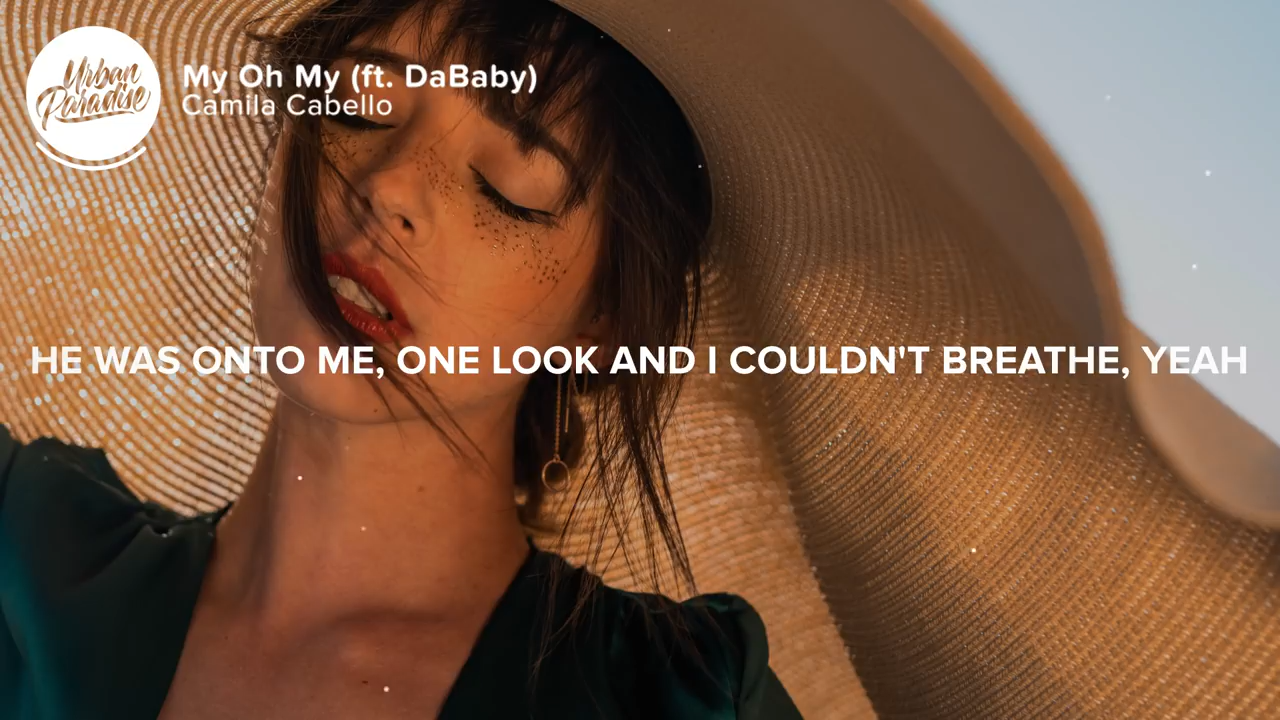 Urban
Paradise
My Oh My (ft. DaBaby)
Camila Cabello
HE WAS ONTO ME, ONE LOOK AND I COULDN'T BREATHE, YEAH